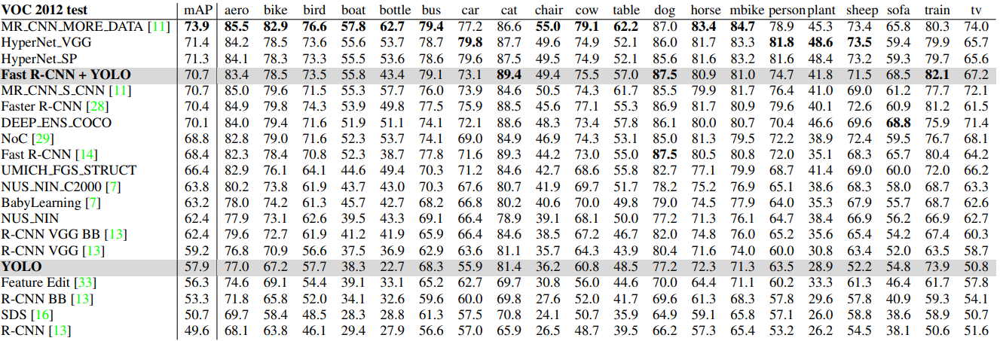 VOC 2012 test mAP aero bike bird boat bottle bus car cat chair cow table dog horse mbike person plant sheep sofa train tv
MR_CNN_MORE_DATA [11] 73.9 85.5 82.9 76.6 57.8 62.7 79.4 77.2 86.6 55.0 79.1 62.2 87.0 83.4 84.7 78.9 45.3 73.4 65.8 80.3 74.0
HyperNet_VGG 71.4 84.2 78.5 73.6 55.6 53.7 78.7 79.8 87.7 49.6 74.9 52.1 86.0 81.7 83.3 81.8 48.6 73.5 59.4 79.9 65.7
HyperNet_SP 71.3 84.1 78.3 73.3 55.5 53.6 78.6 79.6 87.5 49.5 74.9 52.1 85.6 81.6 83.2 81.6 48.4 73.2 59.3 79.7 65.6
Fast R-CNN + YOLO 70.7 83.4 78.5 73.5 55.8 43.4 79.1 73.1 89.4 49.4 75.5 57.0 87.5 80.9 81.0 74.7 41.8 71.5 68.5 82.1 67.2
MR_CNN_S_CNN [11] 70.7 85.0 79.6 71.5 55.3 57.7 76.0 73.9 84.6 50.5 74.3 61.7 85.5 79.9 81.7 76.4 41.0 69.0 61.2 77.7 72.1
Faster R-CNN [28] 70.4 84.9 79.8 74.3 53.9 49.8 77.5 75.9 88.5 45.6 77.1 55.3 86.9 81.7 80.9 79.6 40.1 72.6 60.9 81.2 61.5
DEEP_ENS_COCO 70.1 84.0 79.4 71.6 51.9 51.1 74.1 72.1 88.6 48.3 73.4 57.8 86.1 80.0 80.7 70.4 46.6 69.6 68.8 75.9 71.4
NoC [29] 68.8 82.8 79.0 71.6 52.3 53.7 74.1 69.0 84.9 46.9 74.3 53.1 85.0 81.3 79.5 72.2 38.9 72.4 59.5 76.7 68.1
Fast R-CNN [14] 68.4 82.3 78.4 70.8 52.3 38.7 77.8 71.6 89.3 44.2 73.0 55.0 87.5 80.5 80.8 72.0 35.1 68.3 65.7 80.4 64.2
UMICH_FGS_STRUCT 66.4 82.9 76.1 64.1 44.6 49.4 70.3 71.2 84.6 42.7 68.6 55.8 82.7 77.1 79.9 68.7 41.4 69.0 60.0 72.0 66.2
NUS_NIN_C2000 [7] 63.8 80.2 73.8 61.9 43.7 43.0 70.3 67.6 80.7 41.9 69.7 51.7 78.2 75.2 76.9 65.1 38.6 68.3 58.0 68.7 63.3
BabyLearning [7] 63.2 78.0 74.2 61.3 45.7 42.7 68.2 66.8 80.2 40.6 70.0 49.8 79.0 74.5 77.9 64.0 35.3 67.9 55.7 68.7 62.6
NUS_NIN 62.4 77.9 73.1 62.6 39.5 43.3 69.1 66.4 78.9 39.1 68.1 50.0 77.2 71.3 76.1 64.7 38.4 66.9 56.2 66.9 62.7
R-CNN VGG BB [13] 62.4 79.6 72.7 61.9 41.2 41.9 65.9 66.4 84.6 38.5 67.2 46.7 82.0 74.8 76.0 65.2 35.6 65.4 54.2 67.4 60.3
R-CNN VGG [13] 59.2 76.8 70.9 56.6 37.5 36.9 62.9 63.6 81.1 35.7 64.3 43.9 80.4 71.6 74.0 60.0 30.8 63.4 52.0 63.5 58.7
YOLO 57.9 77.0 67.2 57.7 38.3 22.7 68.3 55.9 81.4 36.2 60.8 48.5 77.2 72.3 71.3 63.5 28.9 52.2 54.8 73.9 50.8
Feature Edit [33] 56.3 74.6 69.1 54.4 39.1 33.1 65.2 62.7 69.7 30.8 56.0 44.6 70.0 64.4 71.1 60.2 33.3 61.3 46.4 61.7 57.8
R-CNN BB [13] 53.3 71.8 65.8 52.0 34.1 32.6 59.6 60.0 69.8 27.6 52.0 41.7 69.6 61.3 68.3 57.8 29.6 57.8 40.9 59.3 54.1
SDS [16] 50.7 69.7 58.4 48.5 28.3 28.8 61.3 57.5 70.8 24.1 50.7 35.9 64.9 59.1 65.8 57.1 26.0 58.8 38.6 58.9 50.7
R-CNN [13] 49.6 68.1 63.8 46.1 29.4 27.9 56.6 57.0 65.9 26.5 48.7 39.5 66.2 57.3 65.4 53.2 26.2 54.5 38.1 50.6 51.6